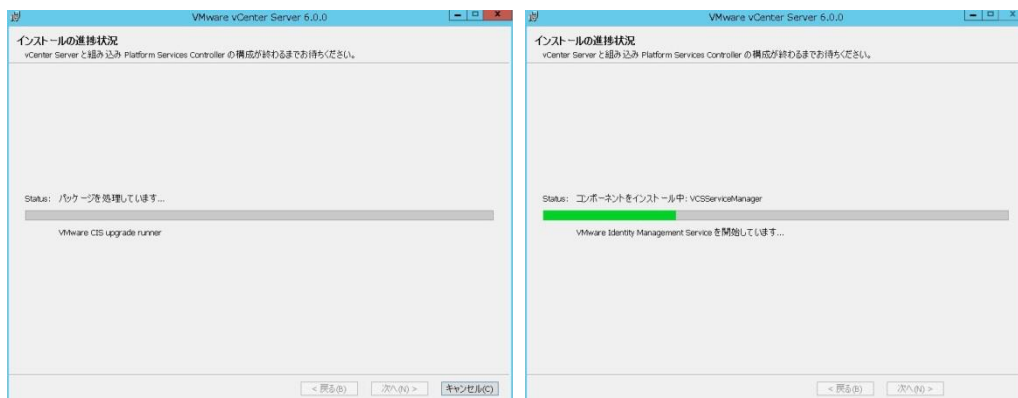 VMware vCenter Server 6.0.0
インストールの進捗状況
vCenter Server と組み込み Platform Services Controller の構成が終わるまでお待ちください。
Status: パッケージを処理しています...
VMware CIS upgrade runner
< 戻る(B) 次へ(N) > キャンセル(C)
VMware vCenter Server 6.0.0
インストールの進捗状況
vCenter Server と組み込み Platform Services Controller の構成が終わるまでお待ちください。
Status: コンポーネントをインストール中: VCSServiceManager
VMware Identity Management Service を開始しています...
< 戻る(B) 次へ(N) >